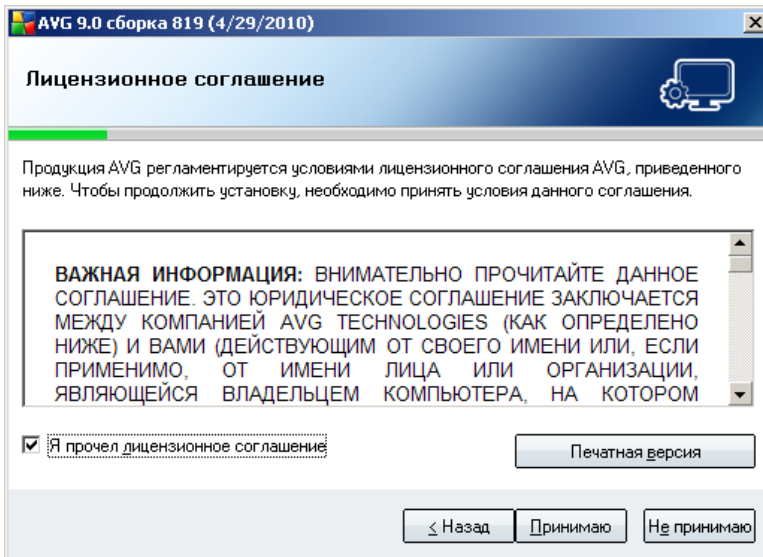 AVG 9.0 сборка 819 (4/29/2010)
Лицензионное соглашение
Продукция AVG регламентируется условиями лицензионного соглашения AVG, приведенного
ниже. Чтобы продолжить установку, необходимо принять условия данного соглашения.
ВАЖНАЯ ИНФОРМАЦИЯ: ВНИМАТЕЛЬНО ПРОЧИТАЙТЕ ДАННОЕ
СОГЛАШЕНИЕ. ЭТО ЮРИДИЧЕСКОЕ СОГЛАШЕНИЕ ЗАКЛЮЧАЕТСЯ
МЕЖДУ КОМПАНИЕЙ AVG TECHNOLOGIES (КАК ОПРЕДЕЛЕНО
НИЖЕ) И ВАМИ (ДЕЙСТВУЮЩИМ ОТ СВОЕГО ИМЕНИ ИЛИ, ЕСЛИ
ПРИМЕНИМО, ОТ ИМЕНИ ЛИЦА ИЛИ ОРГАНИЗАЦИИ,
ЯВЛЯЮЩЕЙСЯ ВЛАДЕЛЬЦЕМ КОМПЬЮТЕРА, НА КОТОРОМ
Я прочел лицензионное соглашение
Печатная версия
< Назад
Принимаю
Не принимаю